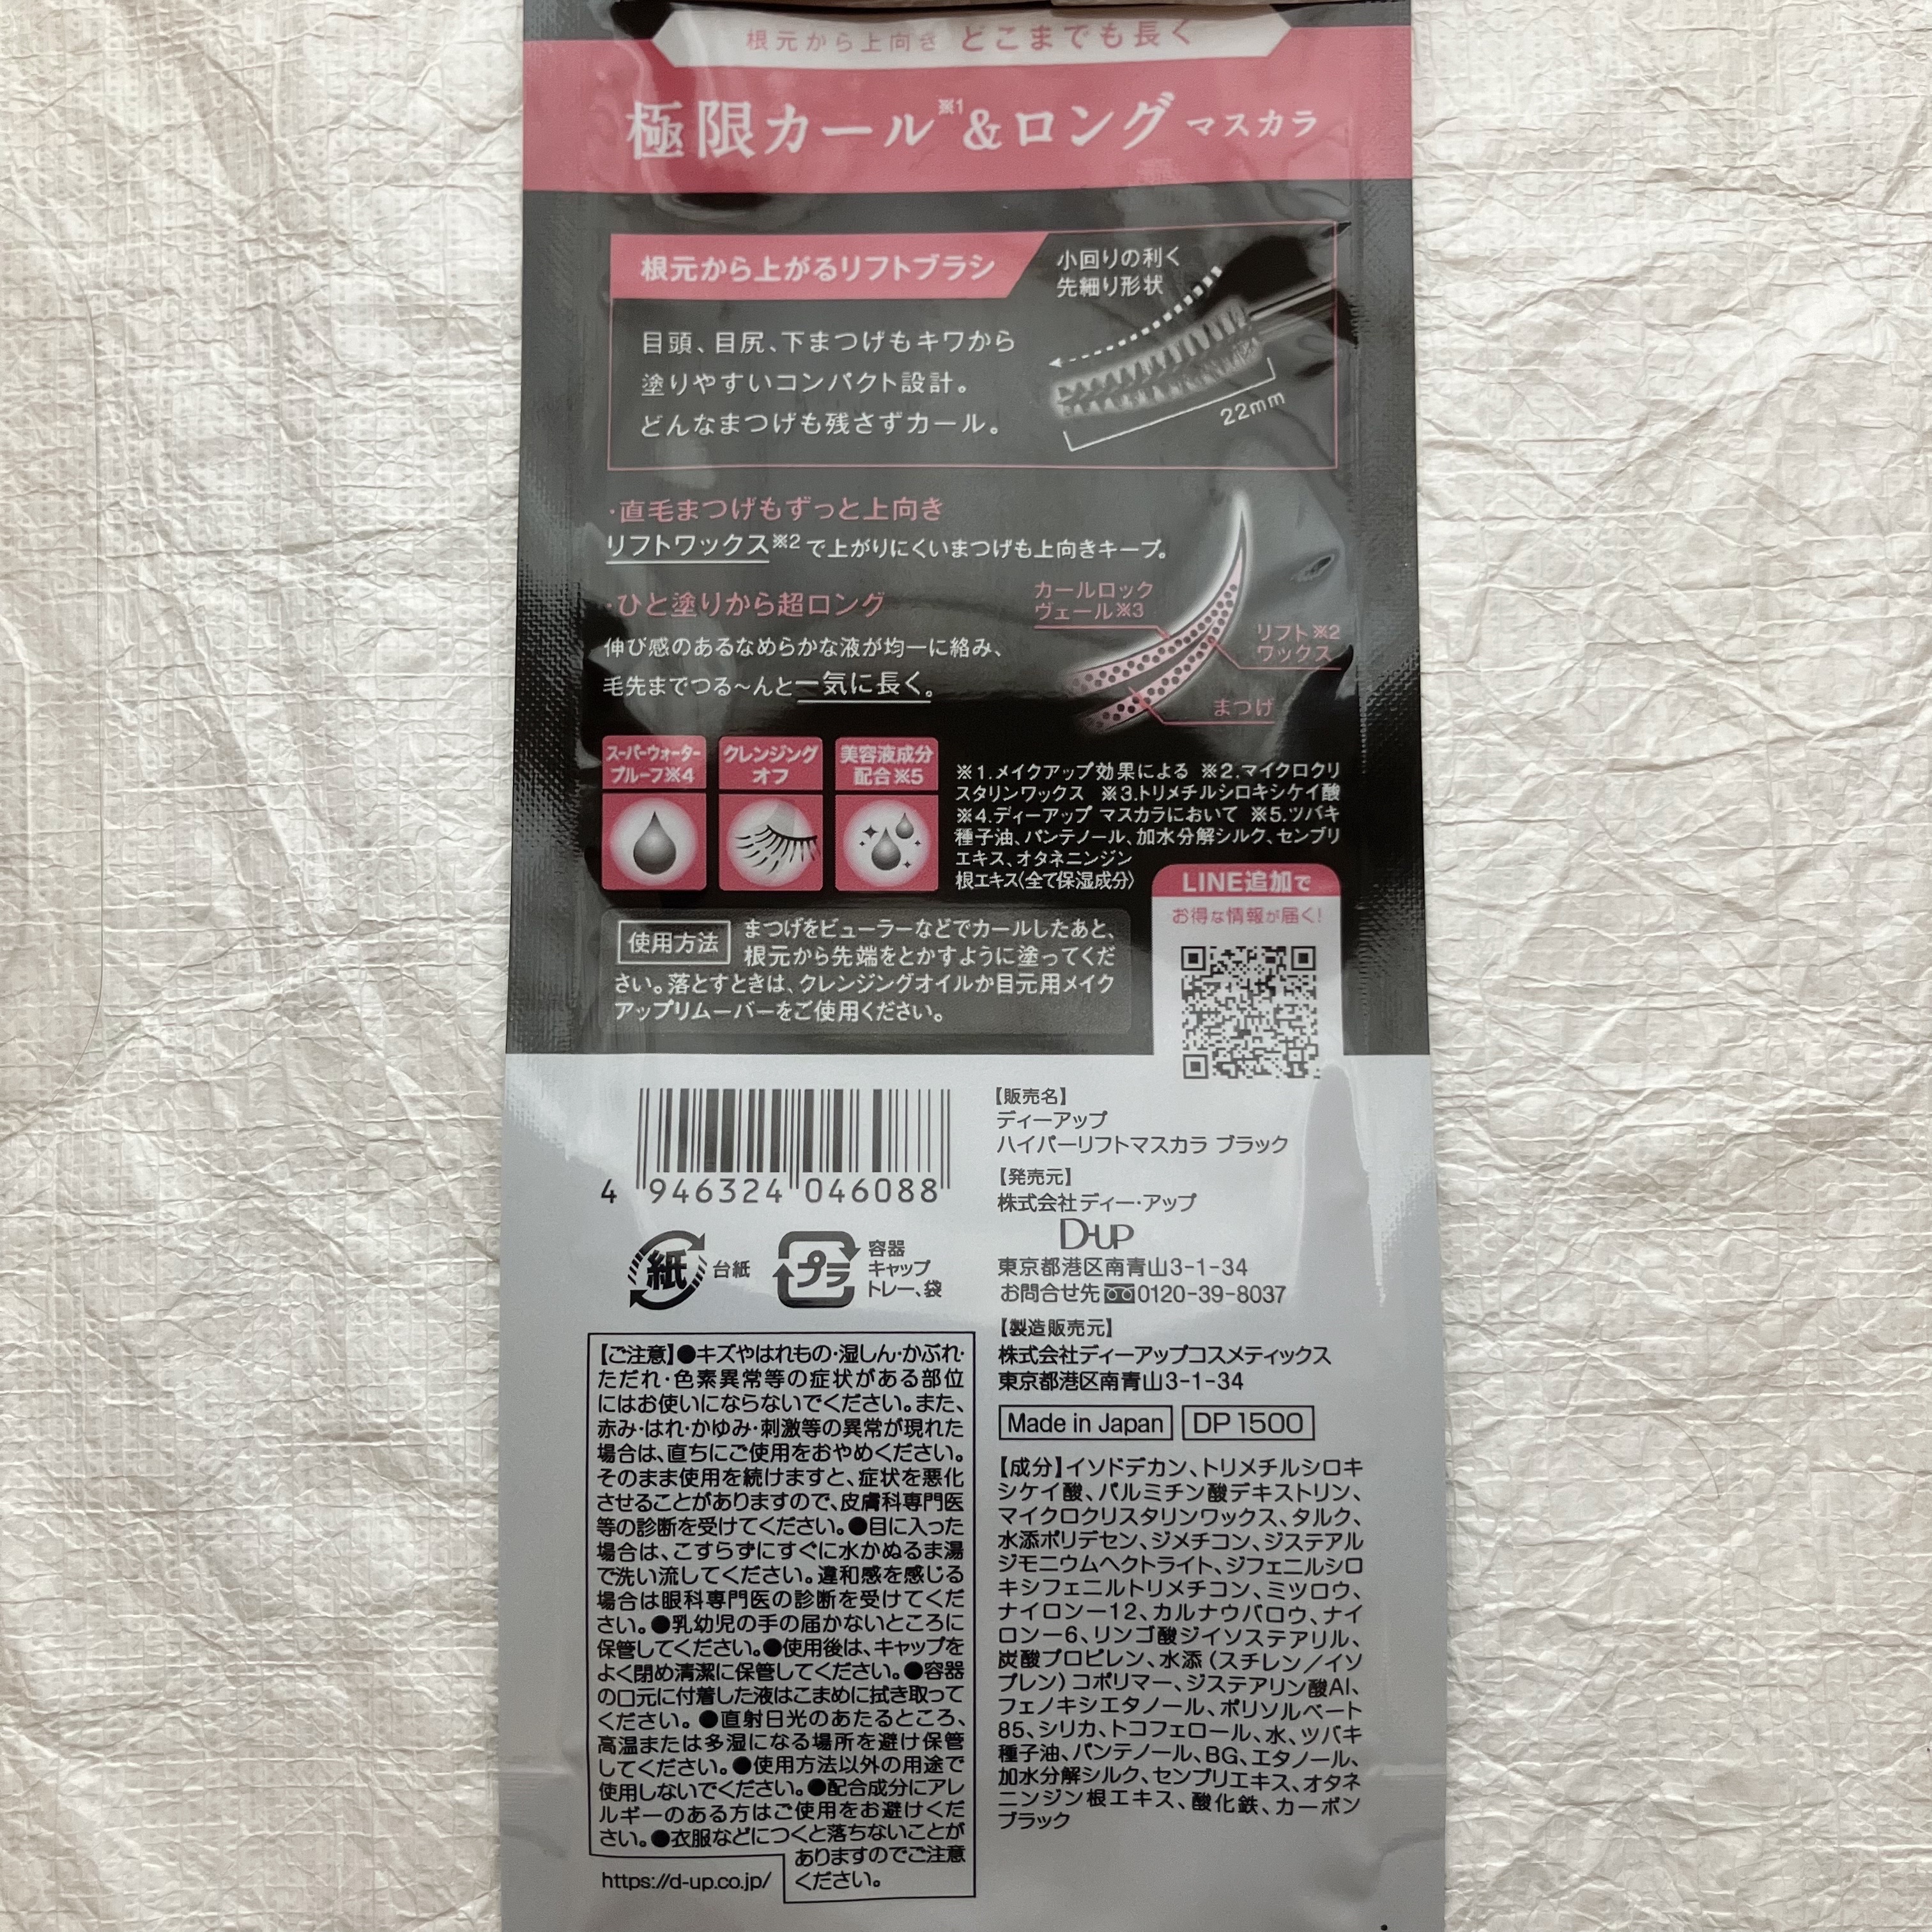 根元から上向き どこまでも長く
極限カール※1&ロング マスカラ
根元から上がるリフトブラシ
小回りの利く
先細り形状
目頭、目尻、下まつげもキワから
塗りやすいコンパクト設計。
どんなまつげも残さずカール。
22mm
・直毛まつげもずっと上向き
リフトワックス※2で上がりにくいまつげも上向きキープ。
・ひと塗りから超ロング
伸び感のあるなめらかな液が均一に絡み、
毛先までつる〜んと一気に長く。
カールロック
ヴェール※3
リフト※2
ワックス
まつげ
スーパーウォーター
プルーフ※4
クレンジング
オフ
美容液成分
配合※5
※1.メイクアップ効果による ※2.マイクロクリ
スタリンワックス ※3.トリメチルシロキシケイ酸
※4.ディーアップ マスカラにおいて ※5.ツバキ
種子油、パンテノール、加水分解シルク、センブリ
エキス、オタネニンジン
根エキス〈全て保湿成分〉
LINE追加で
お得な情報が届く!
使用方法 まつげをビューラーなどでカールしたあと、
根元から先端をとかすように塗ってくだ
さい。落とすときは、クレンジングオイルか目元用メイク
アップリムーバーをご使用ください。
4 946324 046088
紙 台紙
プラ 容器
キャップ
トレー、袋
【販売名】
ディーアップ
ハイパーリフトマスカラ ブラック
【発売元】
株式会社ディー・アップ
D-UP
東京都港区南青山3-1-34
お問合せ先 0120-39-8037
【製造販売元】
株式会社ディーアップコスメティックス
東京都港区南青山3-1-34
Made in Japan DP1500
【ご注意】●キズやはれもの・湿しん・かぶれ・
ただれ・色素異常等の症状がある部位
にはお使いにならないでください。また、
赤み・はれ・かゆみ・刺激等の異常が現れた
場合は、直ちにご使用をおやめください。
そのまま使用を続けますと、症状を悪化
させることがありますので、皮膚科専門医
等の診断を受けてください。●目に入った
場合は、こすらずにすぐに水かぬるま湯
で洗い流してください。違和感を感じる
場合は眼科専門医の診断を受けてくだ
さい。●乳幼児の手の届かないところに
保管してください。●使用後は、キャップを
よく閉め清潔に保管してください。●容器
の口元に付着した液はこまめに拭き取って
ください。●直射日光のあたるところ、
高温または多湿になる場所を避け保管
してください。●使用方法以外の用途で
使用しないでください。●配合成分にアレ
ルギーのある方はご使用をお避けくだ
さい。●衣服などにつくと落ちないことが
ありますのでご注意
ください。
https://d-up.co.jp/
【成分】イソドデカン、トリメチルシロキ
シケイ酸、パルミチン酸デキストリン、
マイクロクリスタリンワックス、タルク、
水添ポリデセン、ジメチコン、ジステアル
ジモニウムヘクトライト、ジフェニルシロ
キシフェニルトリメチコン、ミツロウ、
ナイロン-12、カルナウバロウ、ナイ
ロン-6、リンゴ酸ジイソステアリル、
炭酸プロピレン、水添(スチレン/イソ
プレン)コポリマー、ジステアリン酸Al、
フェノキシエタノール、ポリソルベート
85、シリカ、トコフェロール、水、ツバキ
種子油、パンテノール、BG、エタノール、
加水分解シルク、センブリエキス、オタネ
ニンジン根エキス、酸化鉄、カーボン
ブラック